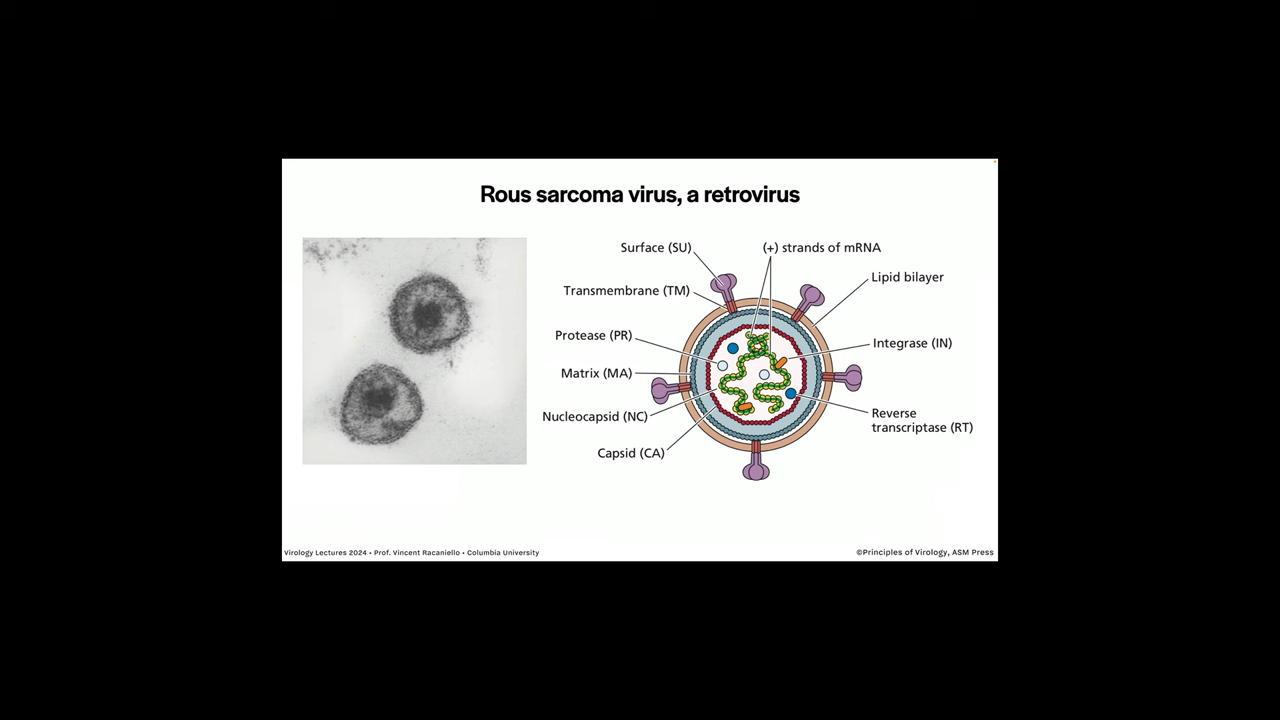 Rous sarcoma virus, a retrovirus
Surface (SU)
(+) strands of mRNA
Lipid bilayer
Transmembrane (TM)
Protease (PR)
Integrase (IN)
Matrix (MA)
Nucleocapsid (NC)
Reverse
transcriptase (RT)
Capsid (CA)
Virology Lectures 2024 • Prof. Vincent Racaniello • Columbia University
©Principles of Virology, ASM Press